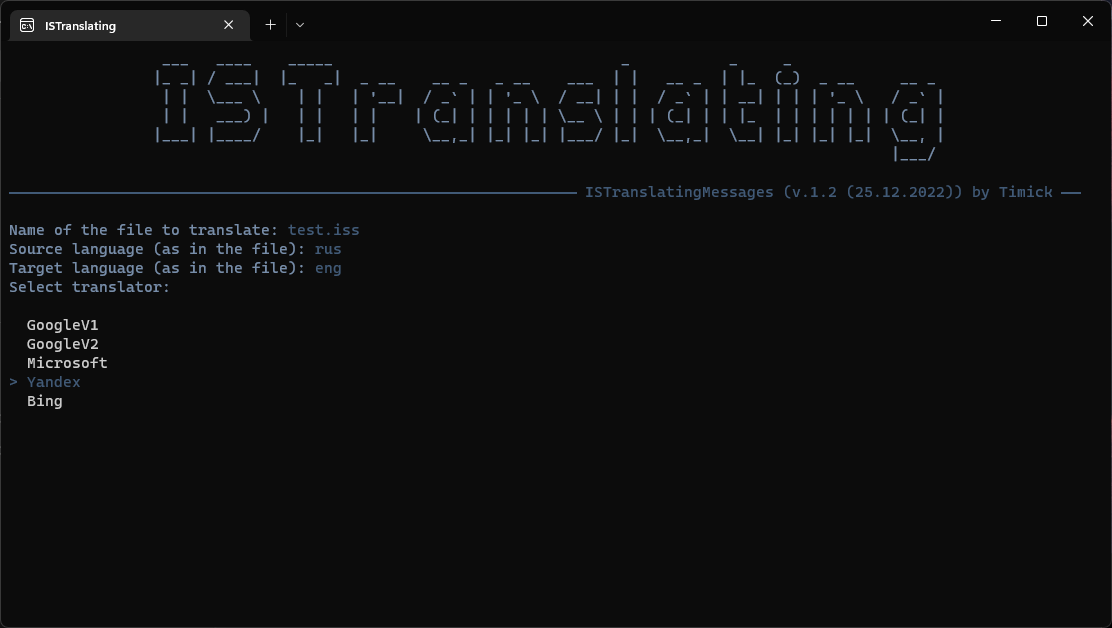 ISTranslating
ISTranslating
ISTranslatingMessages (v.1.2 (25.12.2022)) by Timick
Name of the file to translate: test.iss
Source language (as in the file): rus
Target language (as in the file): eng
Select translator:
GoogleV1
GoogleV2
Microsoft
> Yandex
Bing